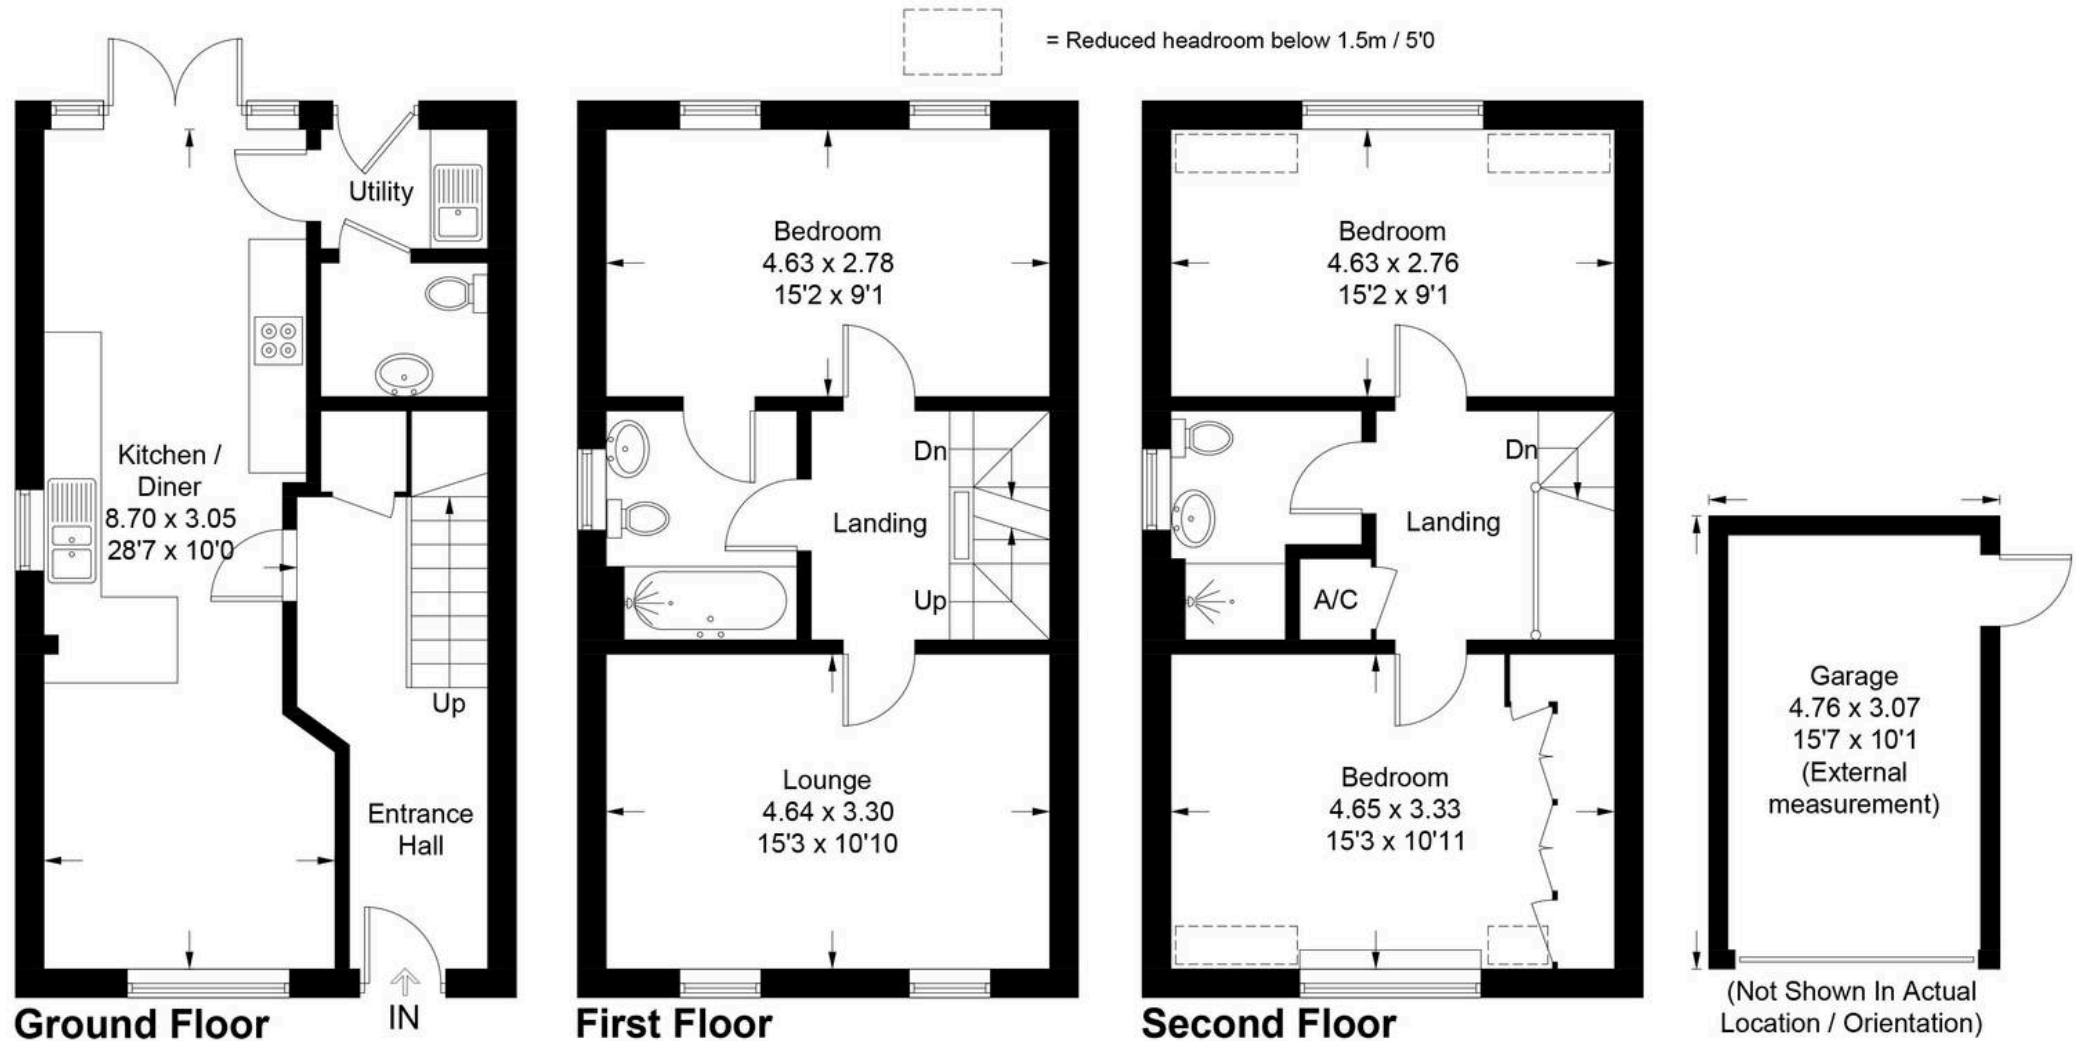 = Reduced headroom below 1.5m / 5'0
Utility
Kitchen /
Diner
8.70 x 3.05
28'7 x 10'0
Up
Entrance
Hall
IN
Ground Floor
Bedroom
4.63 x 2.78
15'2 x 9'1
Dn
Landing
Up
Lounge
4.64 x 3.30
15'3 x 10'10
First Floor
Bedroom
4.63 x 2.76
15'2 x 9'1
Dn
Landing
A/C
Bedroom
4.65 x 3.33
15'3 x 10'11
Second Floor
Garage
4.76 x 3.07
15'7 x 10'1
(External
measurement)
(Not Shown In Actual
Location / Orientation)